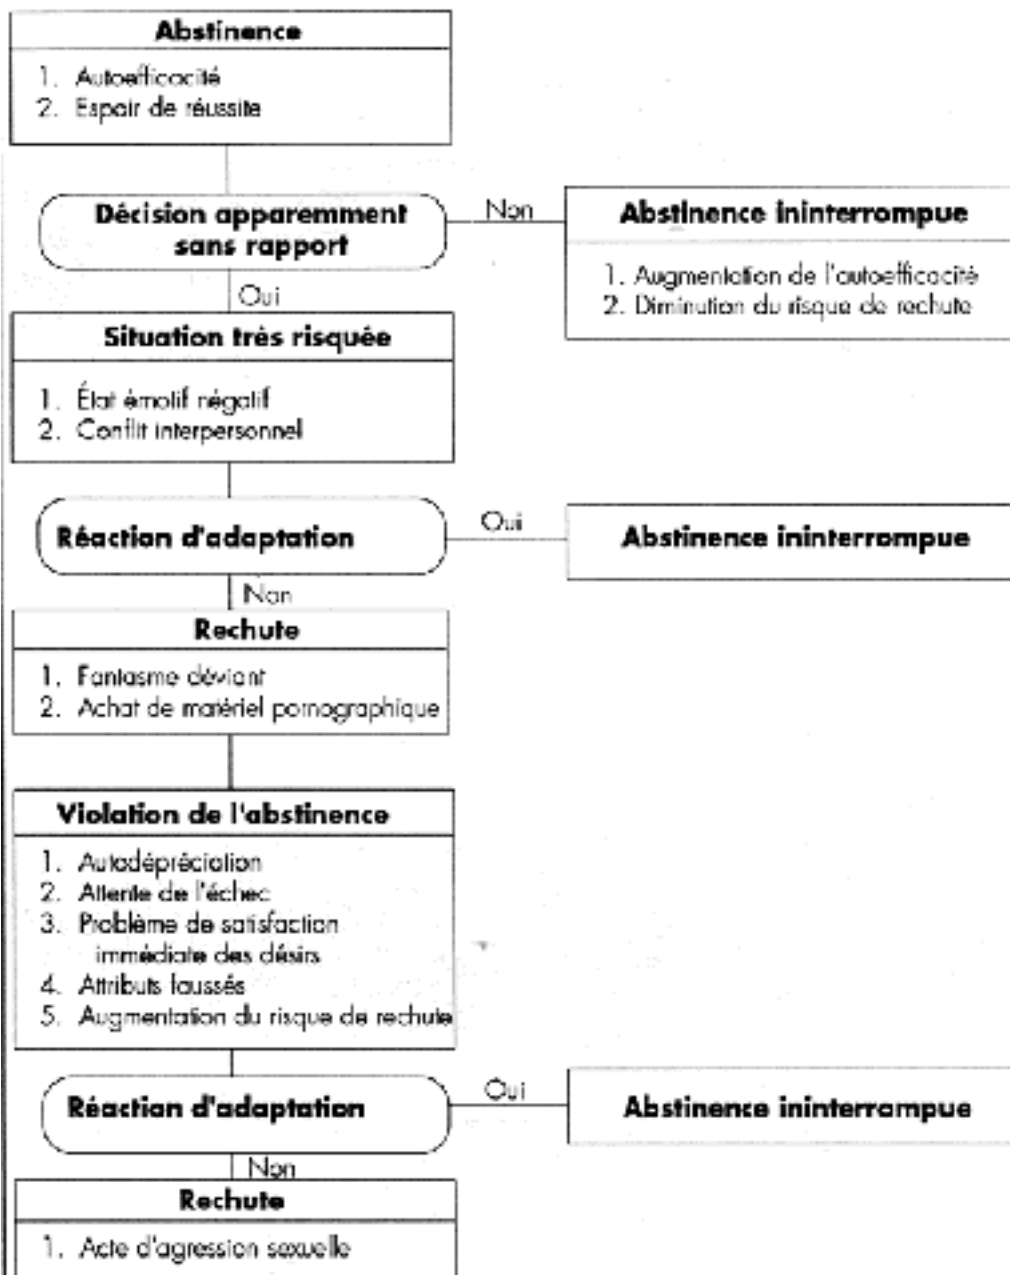 Abstinence
1. Autoefficacité
2. Espoir de réussite
Décision apparemment
sans rapport
Non
Abstinence ininterrompue
1. Augmentation de l'autoefficacité
2. Diminution du risque de rechute
Oui
Situation très risquée
1. État émotif négatif
2. Conflit interpersonnel
Réaction d'adaptation
Oui
Abstinence ininterrompue
Non
Rechute
1. Fantasme déviant
2. Achat de matériel pornographique
Violation de l'abstinence
1. Autodépréciation
2. Attente de l'échec
3. Problème de satisfaction
immédiate des désirs
4. Attributs faussés
5. Augmentation du risque de rechute
Réaction d'adaptation
Oui
Abstinence ininterrompue
Non
Rechute
1. Acte d'agression sexuelle